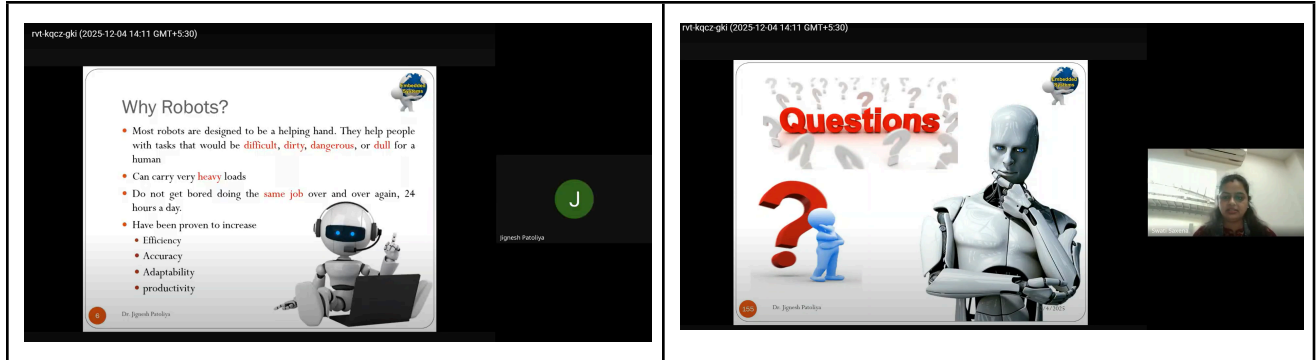 rvt-kqcz-gki (2025-12-04 14:11 GMT+5:30)
Embedded
Systems
Why Robots?
• Most robots are designed to be a helping hand. They help people
with tasks that would be difficult, dirty, dangerous, or dull for a
human
• Can carry very heavy loads
• Do not get bored doing the same job over and over again, 24
hours a day.
• Have been proven to increase
• Efficiency
• Accuracy
• Adaptability
• productivity
6
Dr. Jignesh Patoliya
J
Jignesh Patoliya
rvt-kqcz-gki (2025-12-04 14:11 GMT+5:30)
Embedded
Systems
Questions
155
Dr. Jignesh Patoliya
Swati Saxena